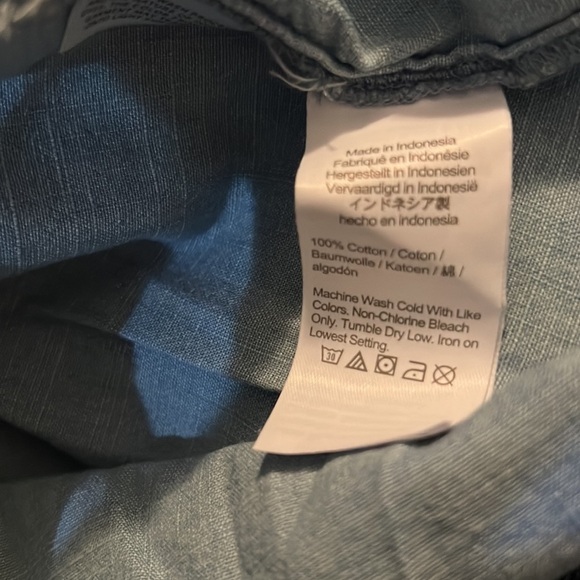 Made in Indonesia
Fabriqué en Indonésie
Hergestellt in Indonesien
Vervaardigd in Indonesië
インドネシア製
hecho en indonesia
100% Cotton / Coton /
Baumwolle / Katoen / 綿 /
algodón
Machine Wash Cold With Like
Colors. Non-Chlorine Bleach
Only. Tumble Dry Low. Iron on
Lowest Setting.
30